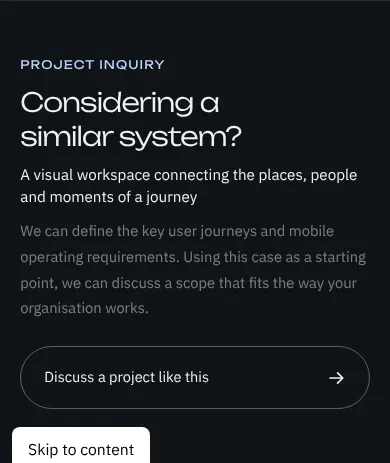 PROJECT INQUIRY
Considering a
similar system?
A visual workspace connecting the places, people
and moments of a journey
We can define the key user journeys and mobile
operating requirements. Using this case as a starting
point, we can discuss a scope that fits the way your
organisation works.
Discuss a project like this
Skip to content